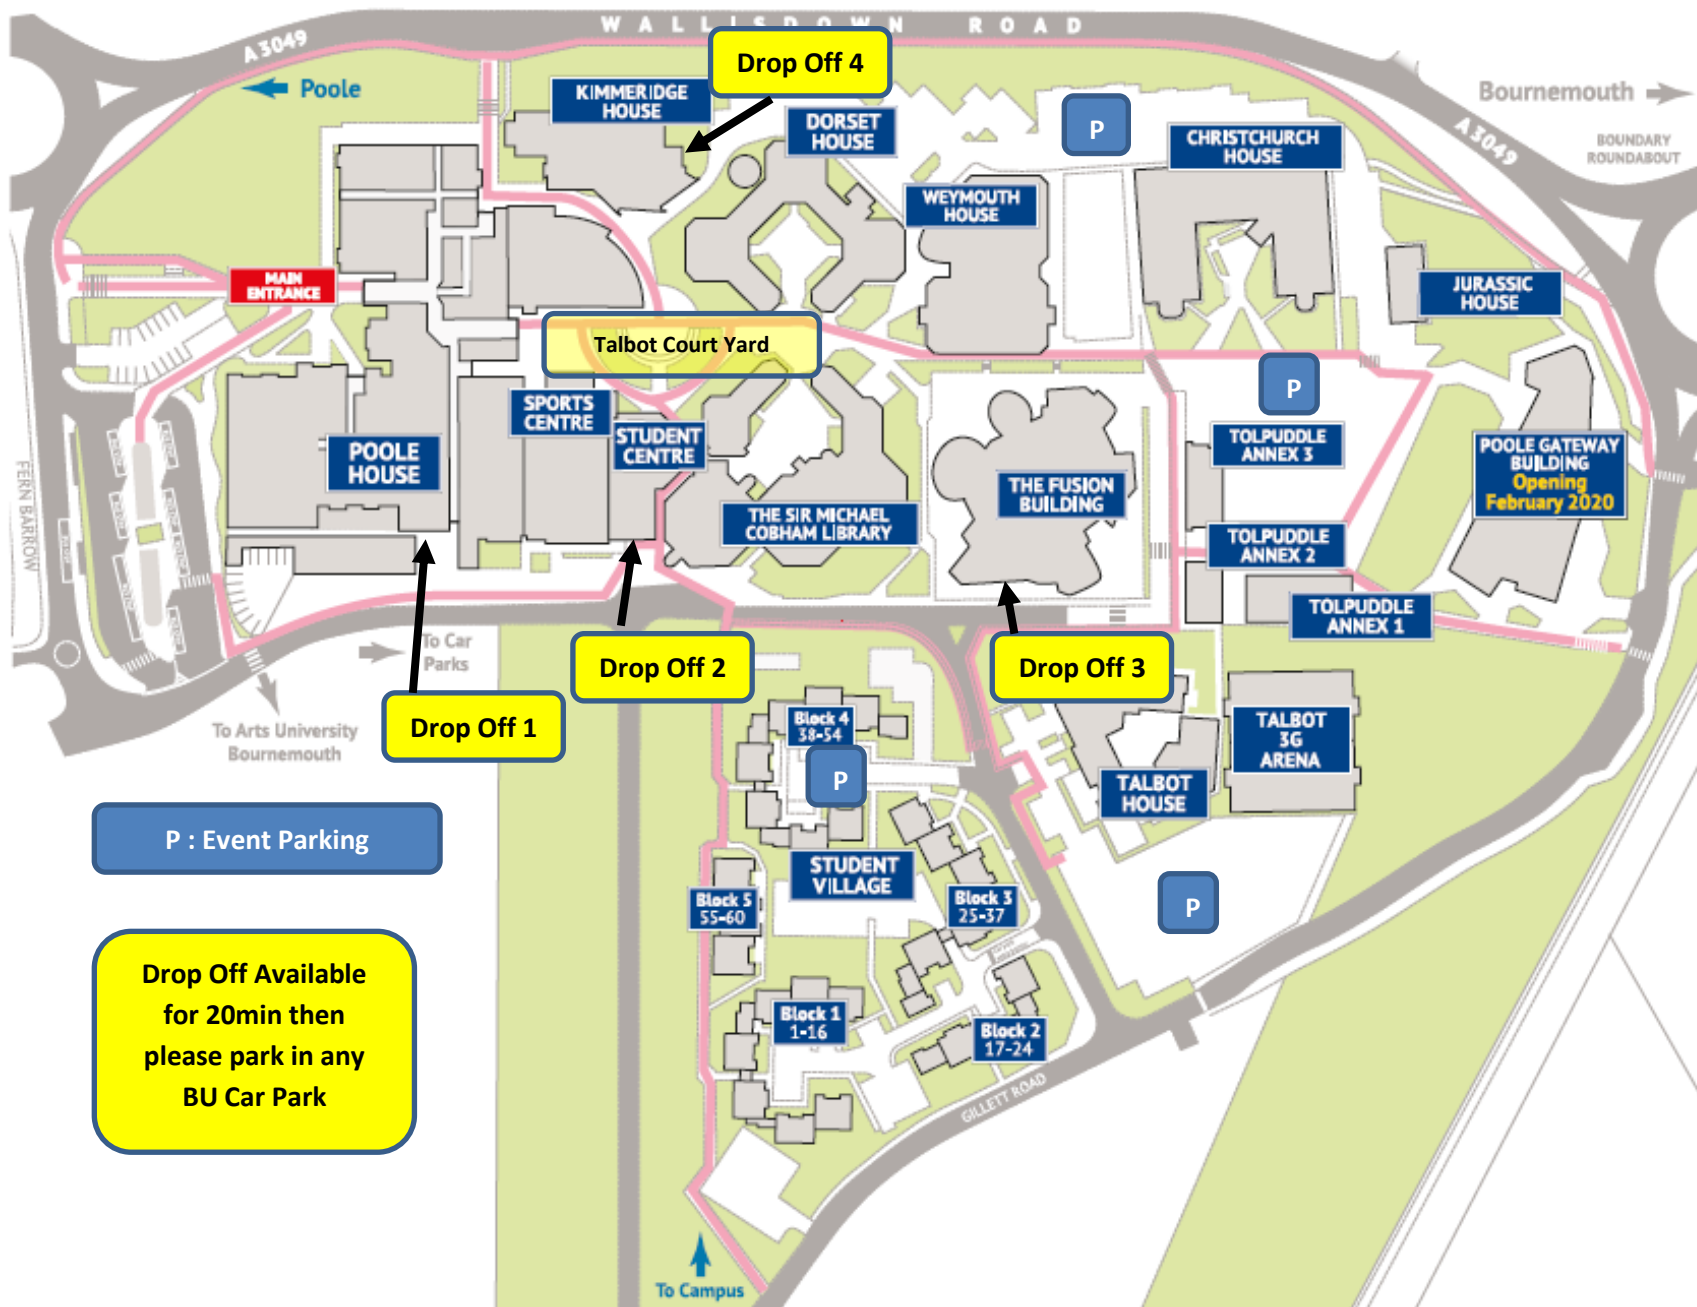 WALLISDOWN ROAD
A3049
Poole
Drop Off 4
KIMMERIDGE
HOUSE
DORSET
HOUSE
P
CHRISTCHURCH
HOUSE
Bournemouth
A3049
BOUNDARY
ROUNDABOUT
WEYMOUTH
HOUSE
MAIN
ENTRANCE
JURASSIC
HOUSE
Talbot Court Yard
P
SPORTS
CENTRE
STUDENT
CENTRE
POOLE
HOUSE
TOLPUDDLE
ANNEX 3
POOLE GATEWAY
BUILDING
Opening
February 2020
THE FUSION
BUILDING
THE SIR MICHAEL
COBHAM LIBRARY
FERN BARROW
TOLPUDDLE
ANNEX 2
TOLPUDDLE
ANNEX 1
To Car
Parks
Drop Off 2
Drop Off 3
Drop Off 1
To Arts University
Bournemouth
Block 4
38-54
P
TALBOT
3G
ARENA
TALBOT
HOUSE
P : Event Parking
STUDENT
VILLAGE
Block 5
55-60
Block 3
25-37
P
Drop Off Available
for 20min then
please park in any
BU Car Park
Block 1
1-16
Block 2
17-24
GILLETT ROAD
To Campus